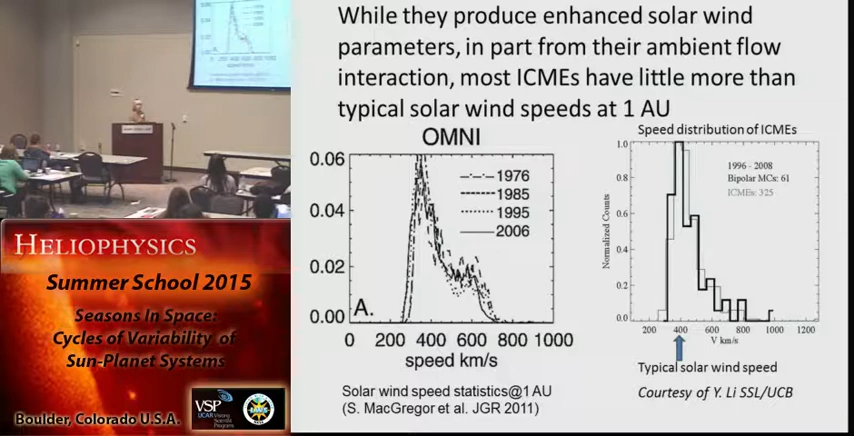 While they produce enhanced solar wind
parameters, in part from their ambient flow
interaction, most ICMEs have little more than
typical solar wind speeds at 1 AU
OMNI
0.06
0.04
0.02
0.00
1976
1985
1995
2006
A.
0 200 400 600 800 1000
speed km/s
Solar wind speed statistics@1 AU
(S. MacGregor et al. JGR 2011)
Speed distribution of ICMEs
1.0
0.8
0.6
0.4
0.2
0.0
Normalized Counts
1996 - 2008
Bipolar MCs: 61
ICMEs: 325
200 400 600 800 1000 1200
V km/s
Typical solar wind speed
Courtesy of Y. Li SSL/UCB
HELIOPHYSICS
Summer School 2015
Seasons In Space:
Cycles of Variability of
Sun-Planet Systems
Boulder, Colorado U.S.A.
VSP
UCAR Visiting
Scientist
Programs